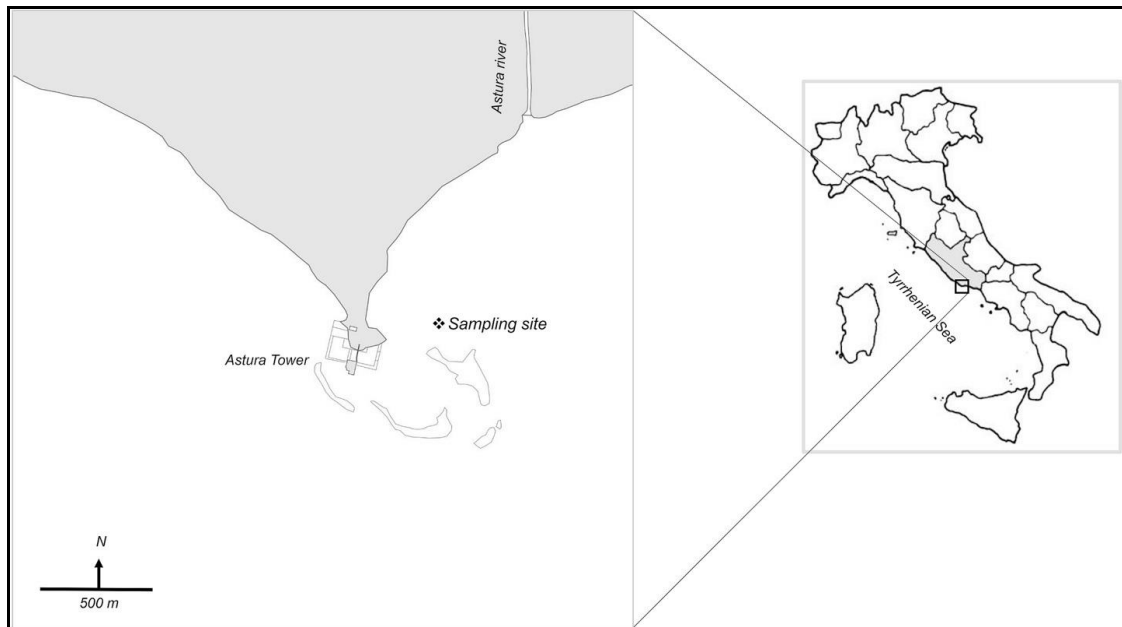 Astura river
❖ Sampling site
Astura Tower
N
500 m
Tyrrhenian Sea